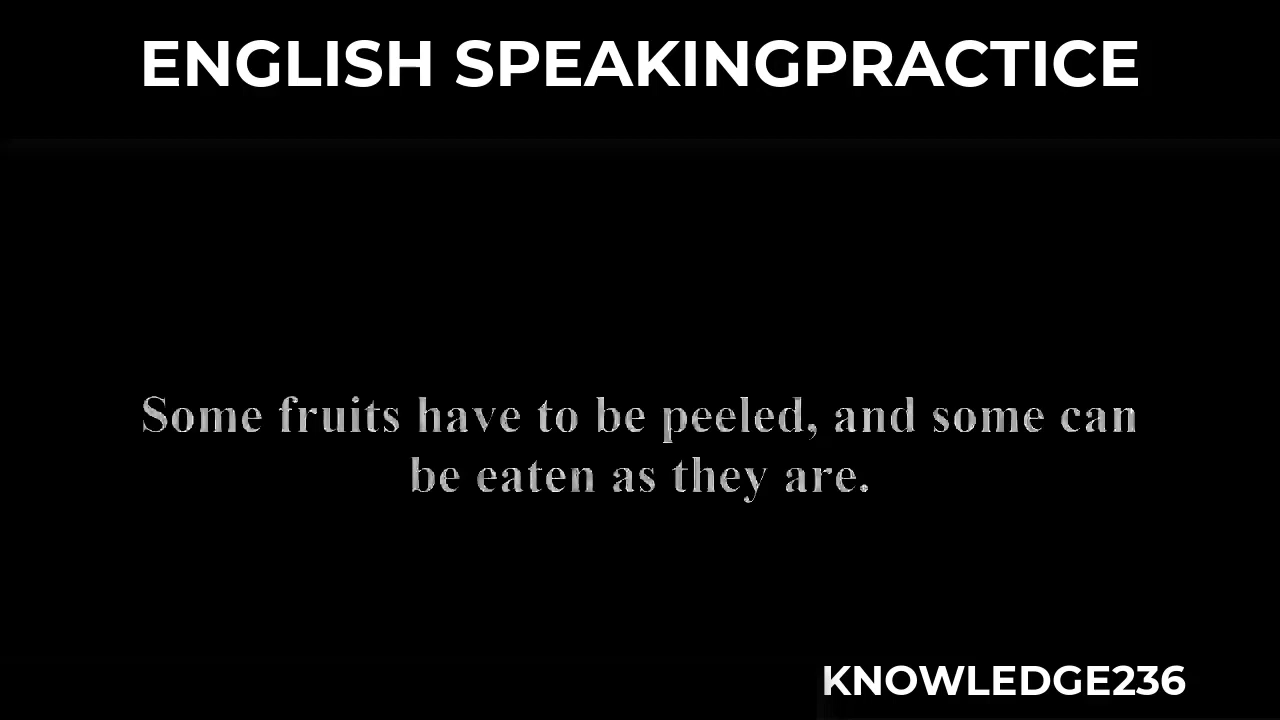 ENGLISH SPEAKINGPRACTICE
Some fruits have to be peeled, and some can
be eaten as they are.
KNOWLEDGE236